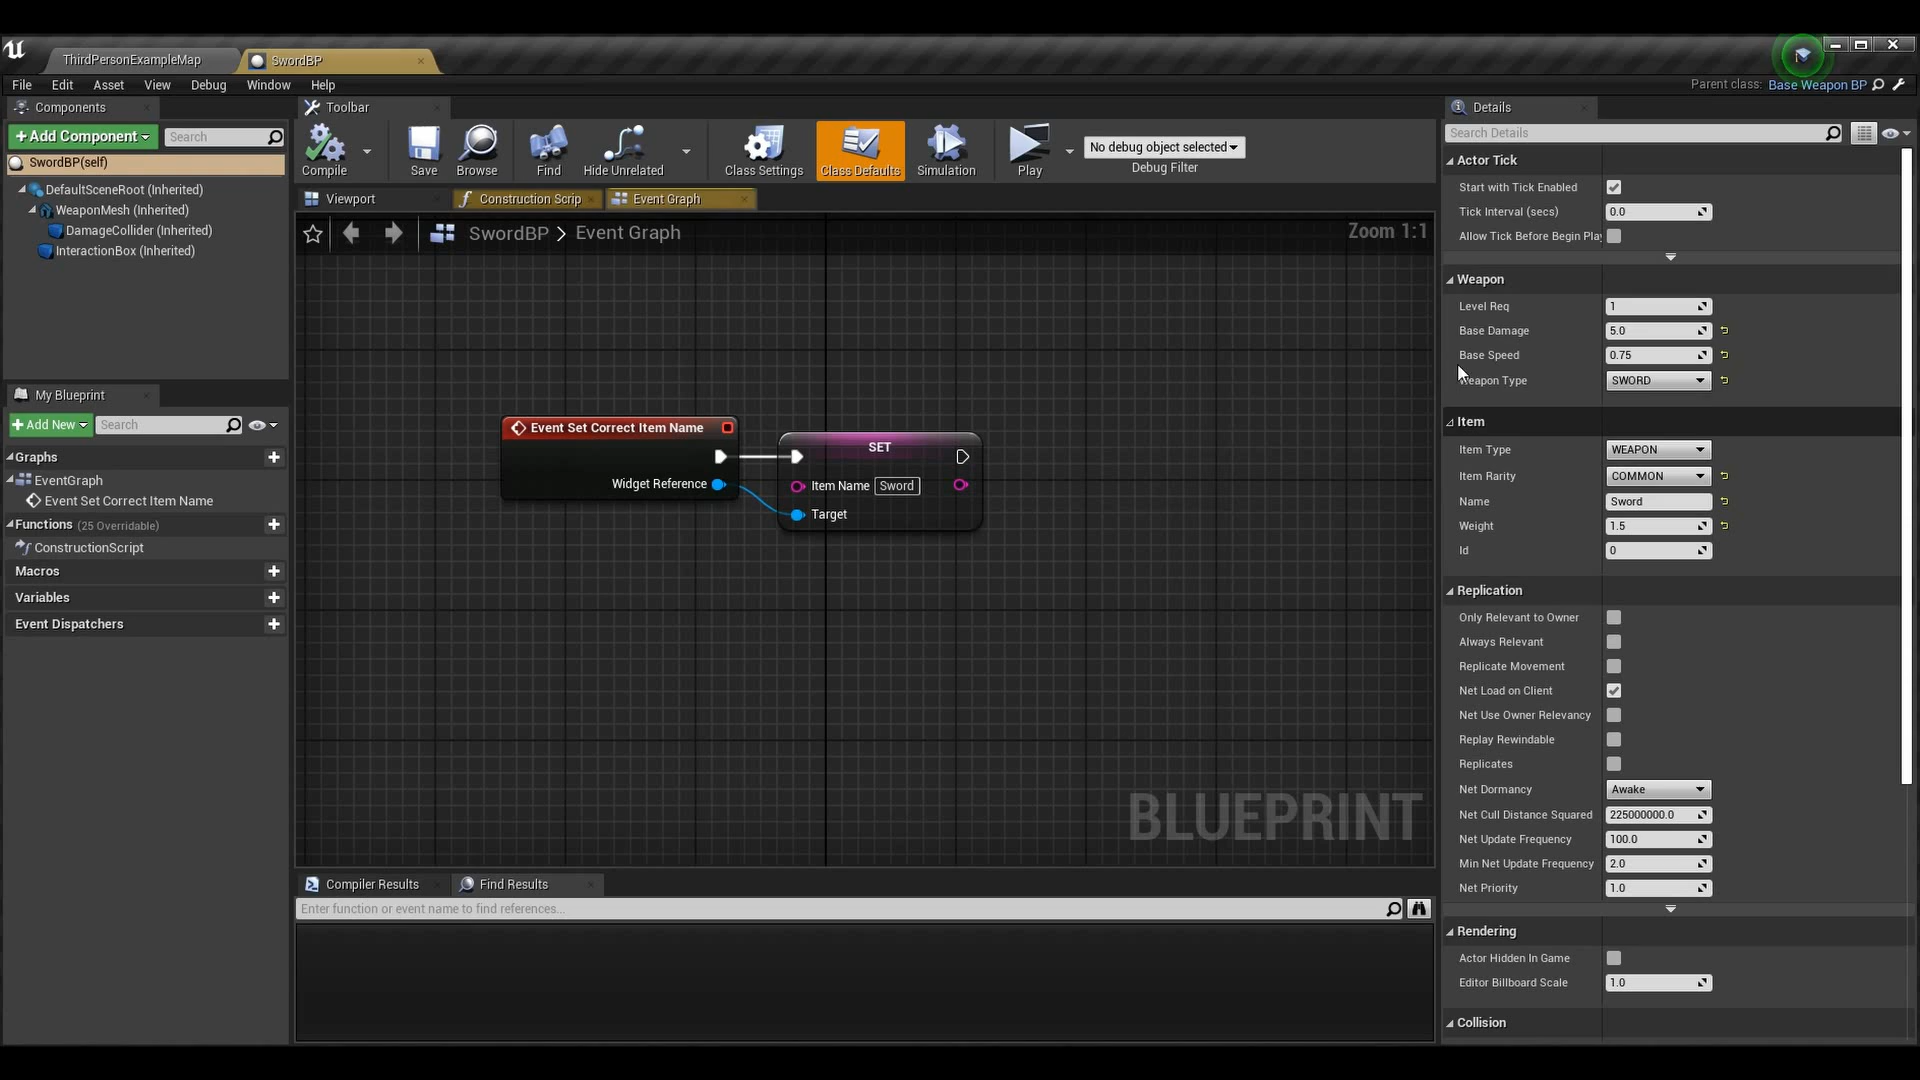 ThirdPersonExampleMap
SwordBP
File Edit Asset View Debug Window Help
Parent class: Base Weapon BP
Components
Add Component
Search
SwordBP(self)
DefaultSceneRoot (Inherited)
WeaponMesh (Inherited)
DamageCollider (Inherited)
InteractionBox (Inherited)
My Blueprint
Add New
Search
Graphs
EventGraph
Event Set Correct Item Name
Functions (25 Overridable)
ConstructionScript
Macros
Variables
Event Dispatchers
Toolbar
Compile
Save
Browse
Find
Hide Unrelated
Class Settings
Class Defaults
Simulation
Play
No debug object selected
Debug Filter
Viewport
Construction Scrip
Event Graph
SwordBP > Event Graph
Zoom 1:1
Event Set Correct Item Name
Widget Reference
SET
Item Name Sword
Target
BLUEPRINT
Compiler Results
Find Results
Enter function or event name to find references...
Details
Search Details
Actor Tick
Start with Tick Enabled
Tick Interval (secs) 0.0
Allow Tick Before Begin Play
Weapon
Level Req 1
Base Damage 5.0
Base Speed 0.75
Weapon Type SWORD
Item
Item Type WEAPON
Item Rarity COMMON
Name Sword
Weight 1.5
Id 0
Replication
Only Relevant to Owner
Always Relevant
Replicate Movement
Net Load on Client
Net Use Owner Relevancy
Replay Rewindable
Replicates
Net Dormancy Awake
Net Cull Distance Squared 225000000.0
Net Update Frequency 100.0
Min Net Update Frequency 2.0
Net Priority 1.0
Rendering
Actor Hidden In Game
Editor Billboard Scale 1.0
Collision